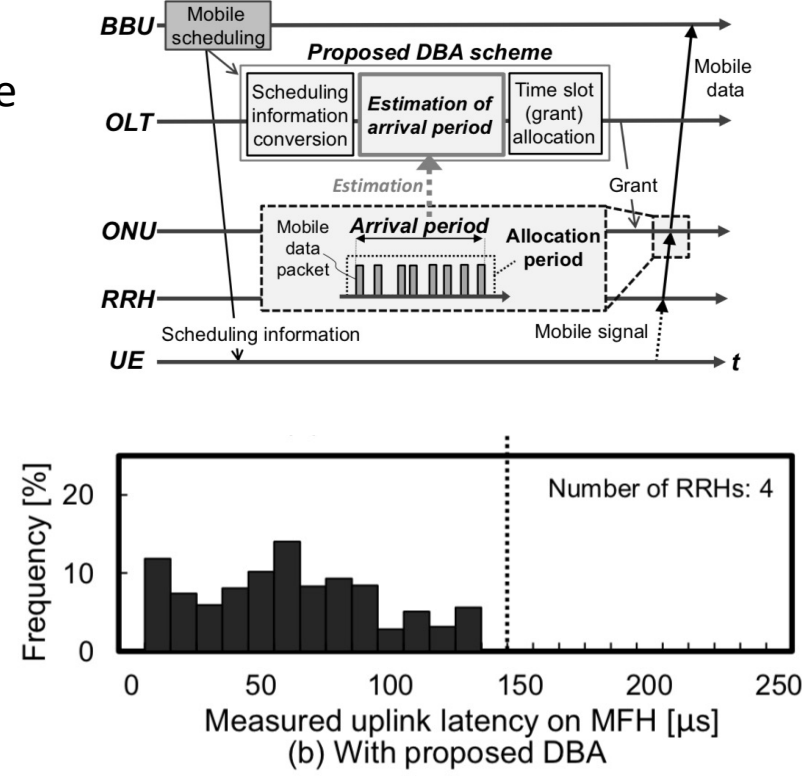 e
BBU
Mobile
scheduling
Proposed DBA scheme
Mobile
data
OLT
Scheduling
information
conversion
Estimation of
arrival period
Time slot
(grant)
allocation
Estimation
Grant
ONU
Mobile
data
packet
Arrival period
Allocation
period
RRH
Scheduling information
Mobile signal
UE
t
Frequency [%]
20
10
0
Number of RRHs: 4
0 50 100 150 200 250
Measured uplink latency on MFH [μs]
(b) With proposed DBA